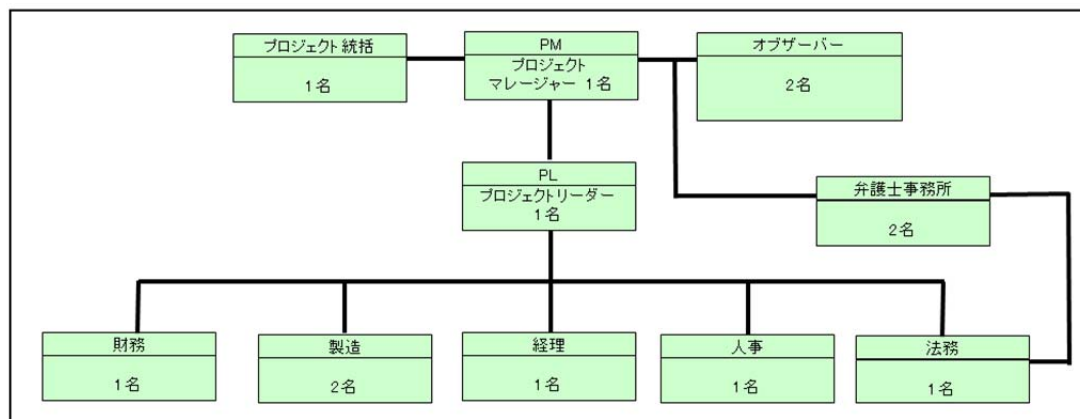 プロジェクト統括
1名
PM
プロジェクト
マレージャー 1名
オブザーバー
2名
PL
プロジェクトリーダー
1名
弁護士事務所
2名
財務
1名
製造
2名
経理
1名
人事
1名
法務
1名